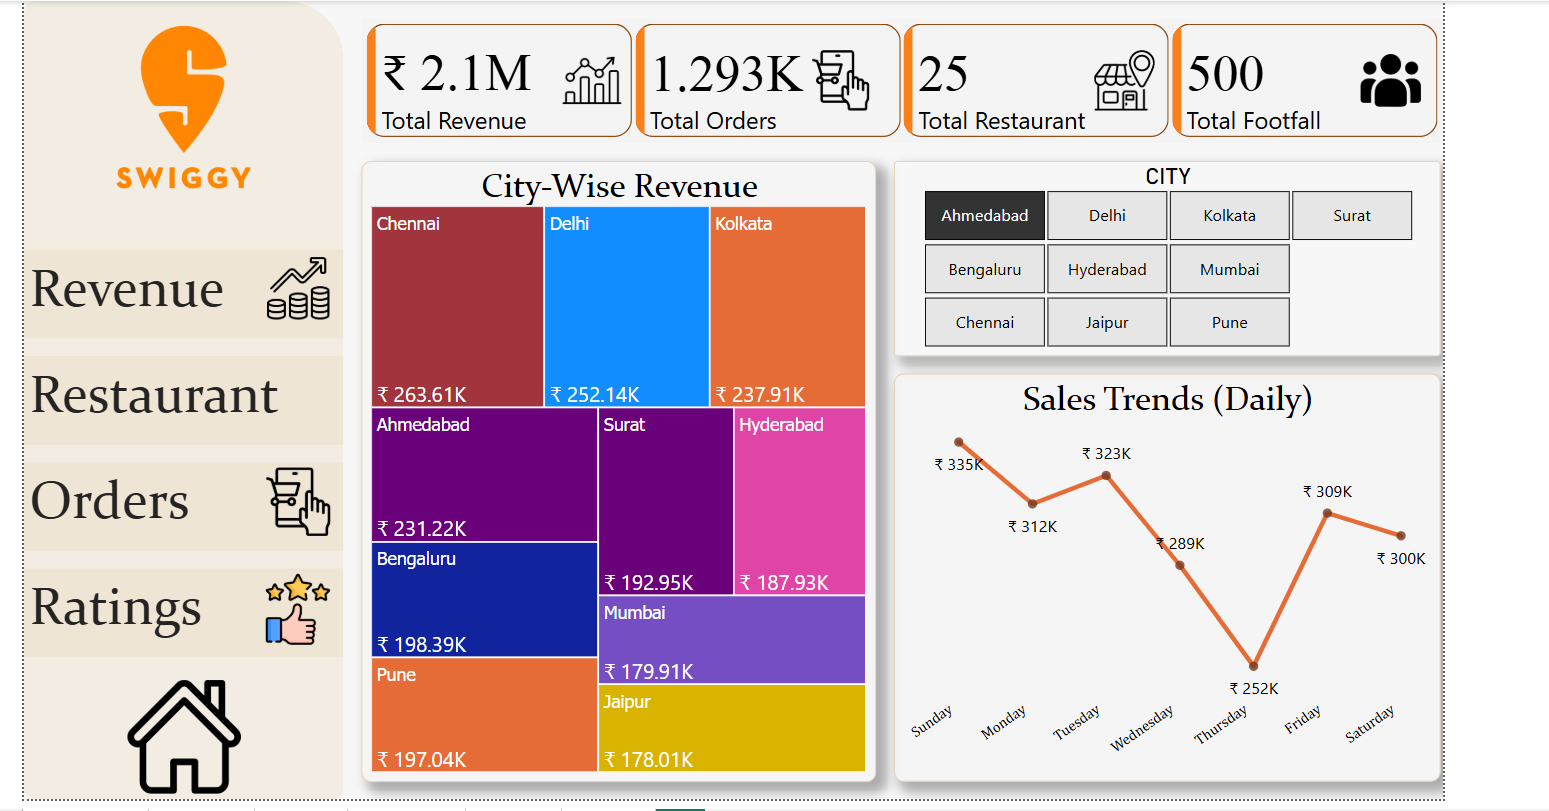 SWIGGY
Revenue
Restaurant
Orders
Ratings
₹ 2.1M
Total Revenue
1.293K
Total Orders
25
Total Restaurant
500
Total Footfall
City-Wise Revenue
Chennai
₹ 263.61K
Delhi
₹ 252.14K
Kolkata
₹ 237.91K
Ahmedabad
₹ 231.22K
Surat
₹ 192.95K
Hyderabad
₹ 187.93K
Bengaluru
₹ 198.39K
Mumbai
₹ 179.91K
Pune
₹ 197.04K
Jaipur
₹ 178.01K
CITY
Ahmedabad
Delhi
Kolkata
Surat
Bengaluru
Hyderabad
Mumbai
Chennai
Jaipur
Pune
Sales Trends (Daily)
₹ 335K
₹ 312K
₹ 323K
₹ 289K
₹ 252K
₹ 309K
₹ 300K
Sunday
Monday
Tuesday
Wednesday
Thursday
Friday
Saturday